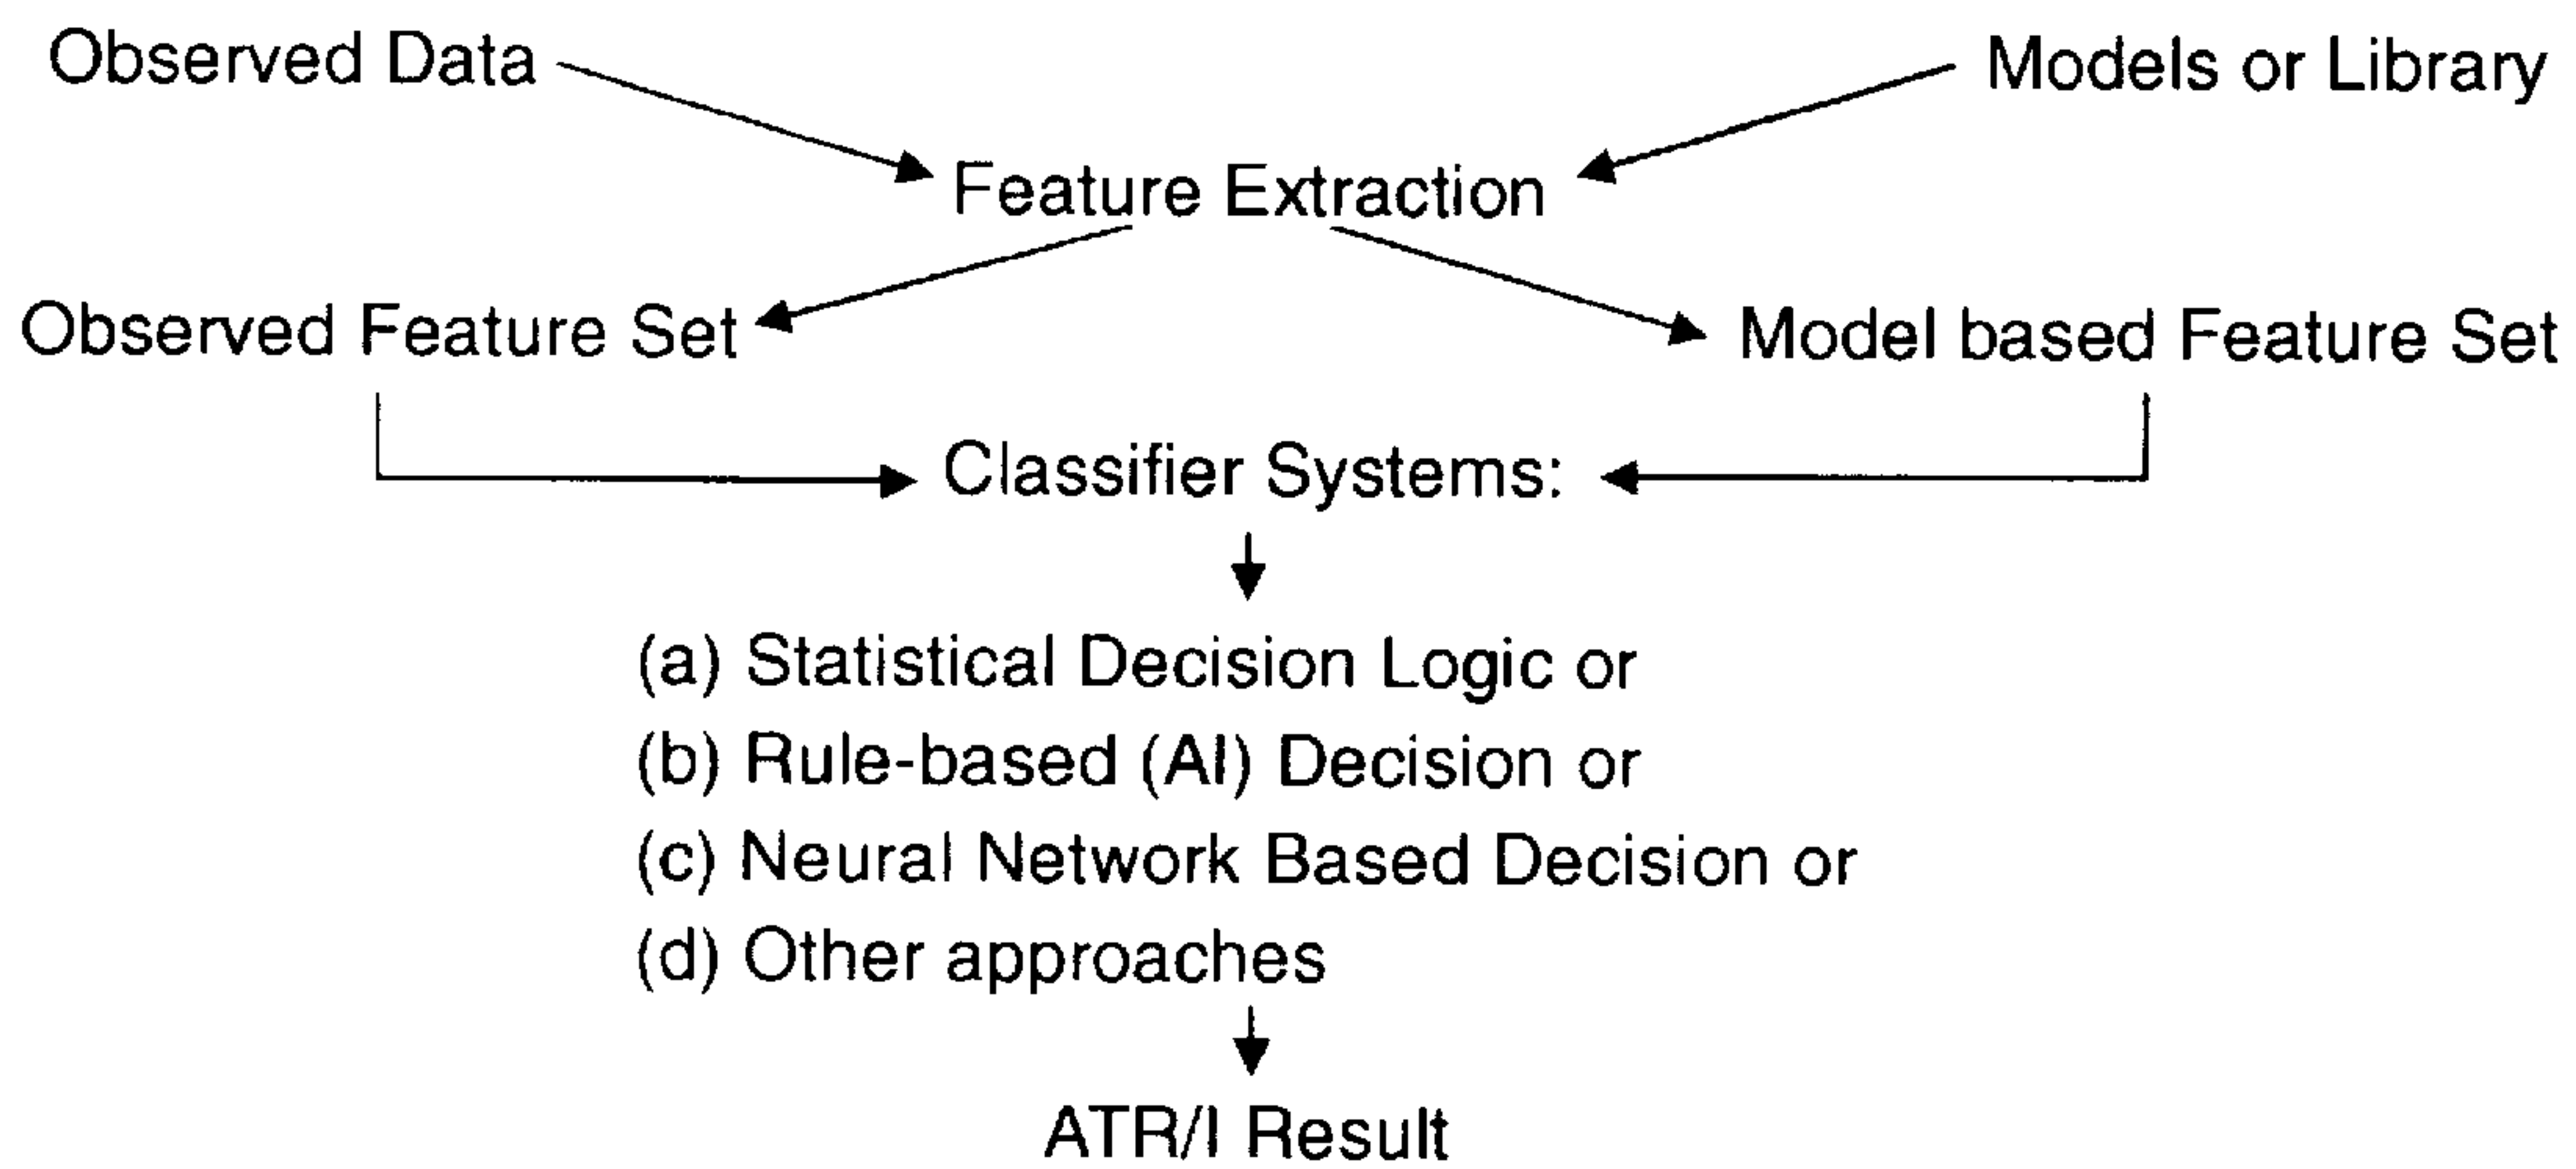 Observed Data
Models or Library
Feature Extraction
Observed Feature Set
Model based Feature Set
Classifier Systems:
(a) Statistical Decision Logic or
(b) Rule-based (AI) Decision or
(c) Neural Network Based Decision or
(d) Other approaches
ATR/I Result